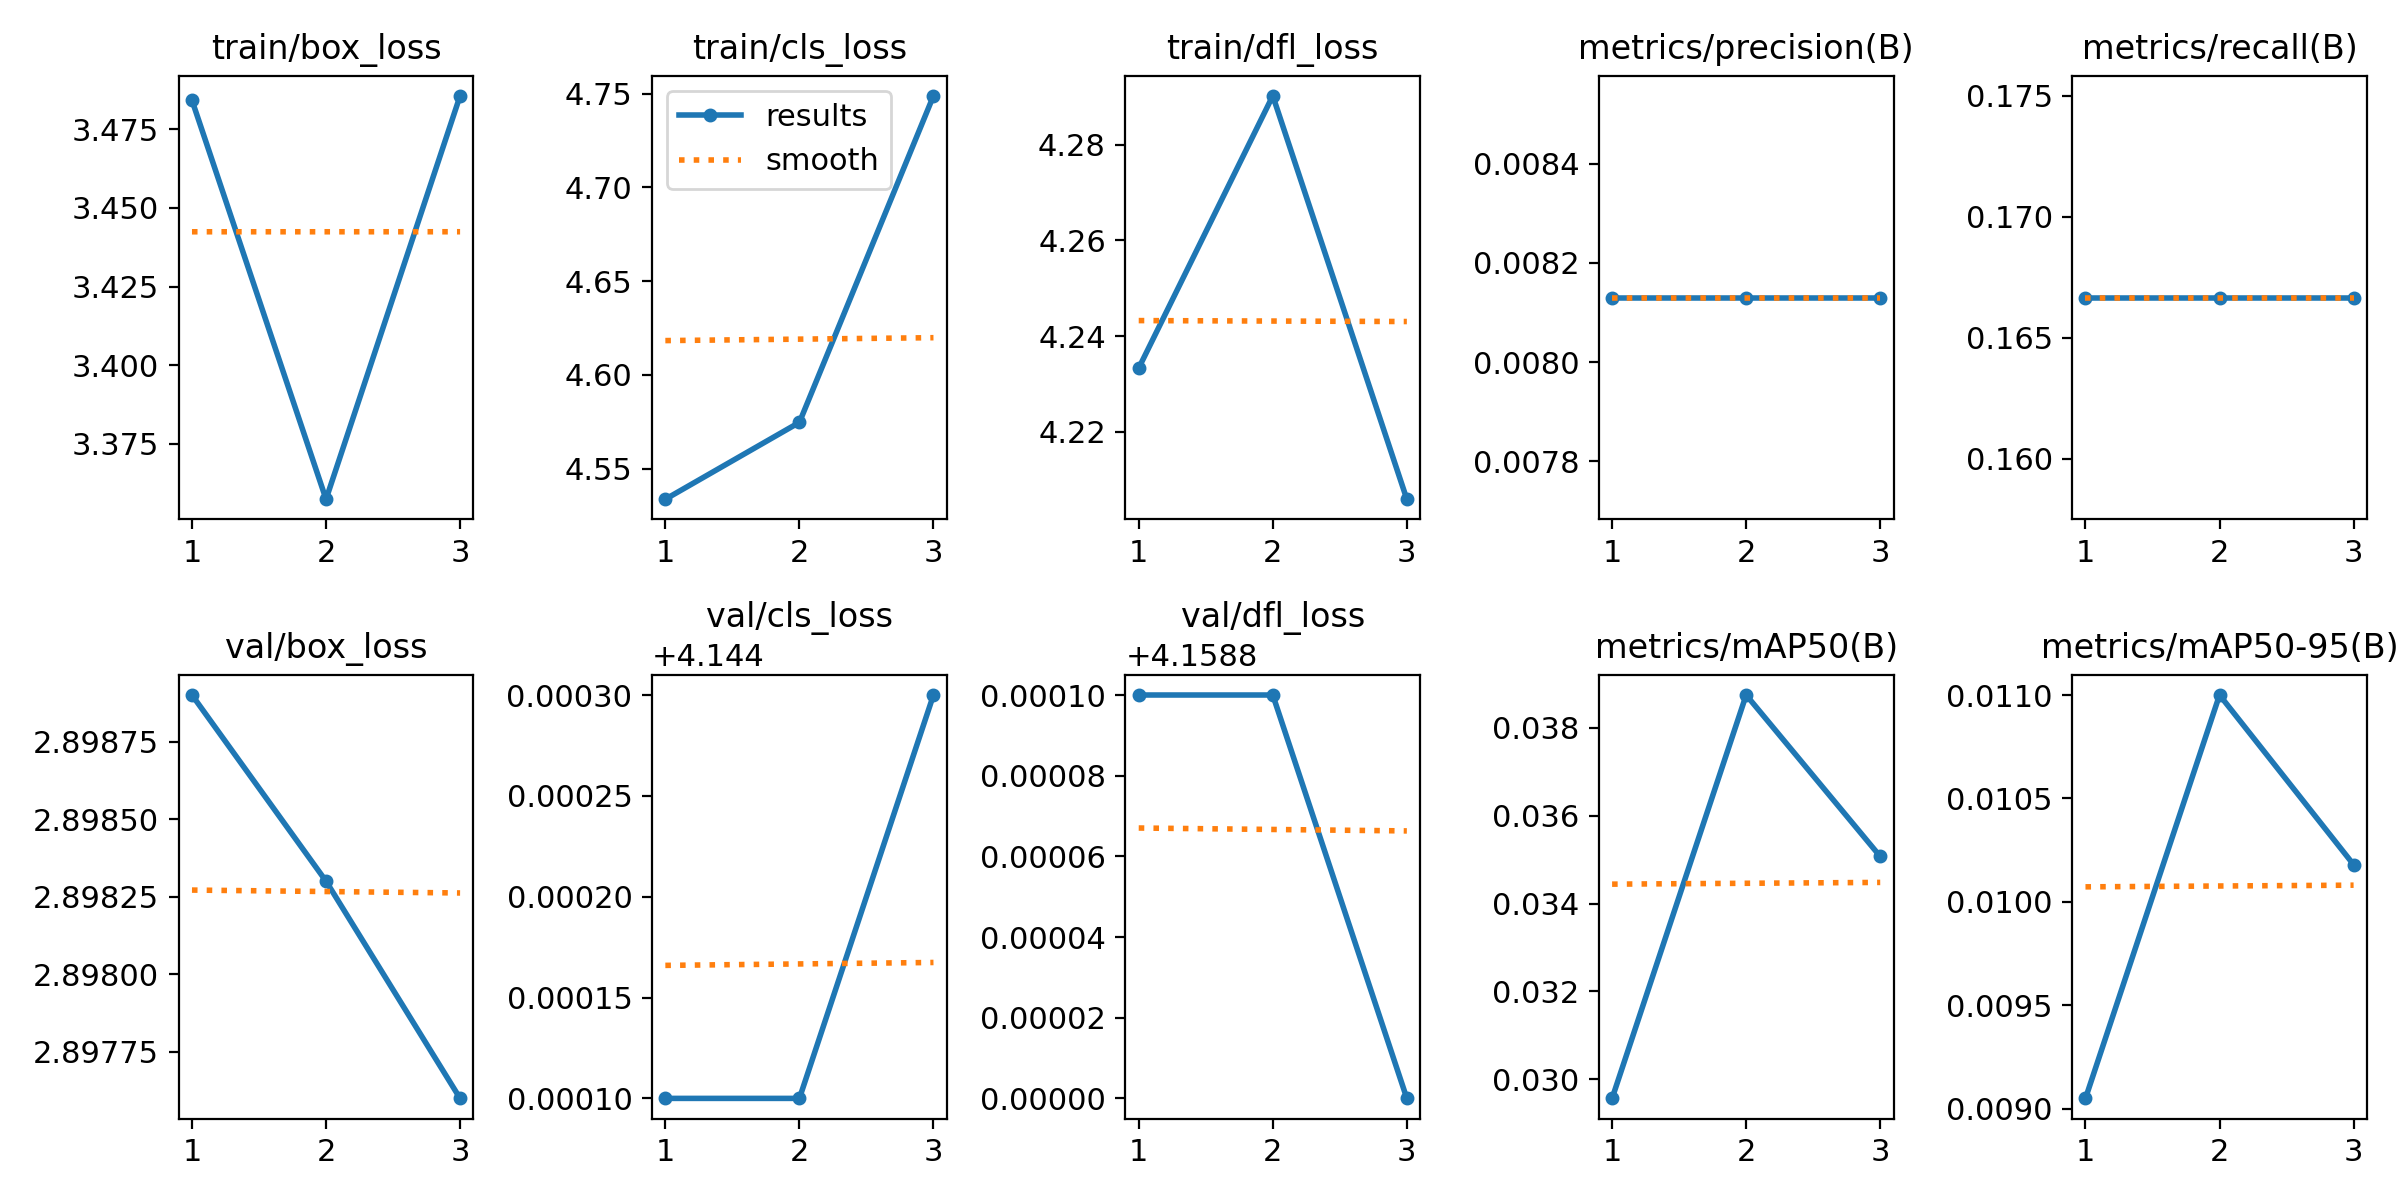 train/box_loss
3.475
3.450
3.425
3.400
3.375
1 2 3
train/cls_loss
results
smooth
4.75
4.70
4.65
4.60
4.55
1 2 3
train/dfl_loss
4.28
4.26
4.24
4.22
1 2 3
metrics/precision(B)
0.0084
0.0082
0.0080
0.0078
1 2 3
metrics/recall(B)
0.175
0.170
0.165
0.160
1 2 3
val/box_loss
2.89875
2.89850
2.89825
2.89800
2.89775
1 2 3
val/cls_loss
+4.144
0.00030
0.00025
0.00020
0.00015
0.00010
1 2 3
val/dfl_loss
+4.1588
0.00010
0.00008
0.00006
0.00004
0.00002
0.00000
1 2 3
metrics/mAP50(B)
0.038
0.036
0.034
0.032
0.030
1 2 3
metrics/mAP50-95(B)
0.0110
0.0105
0.0100
0.0095
0.0090
1 2 3